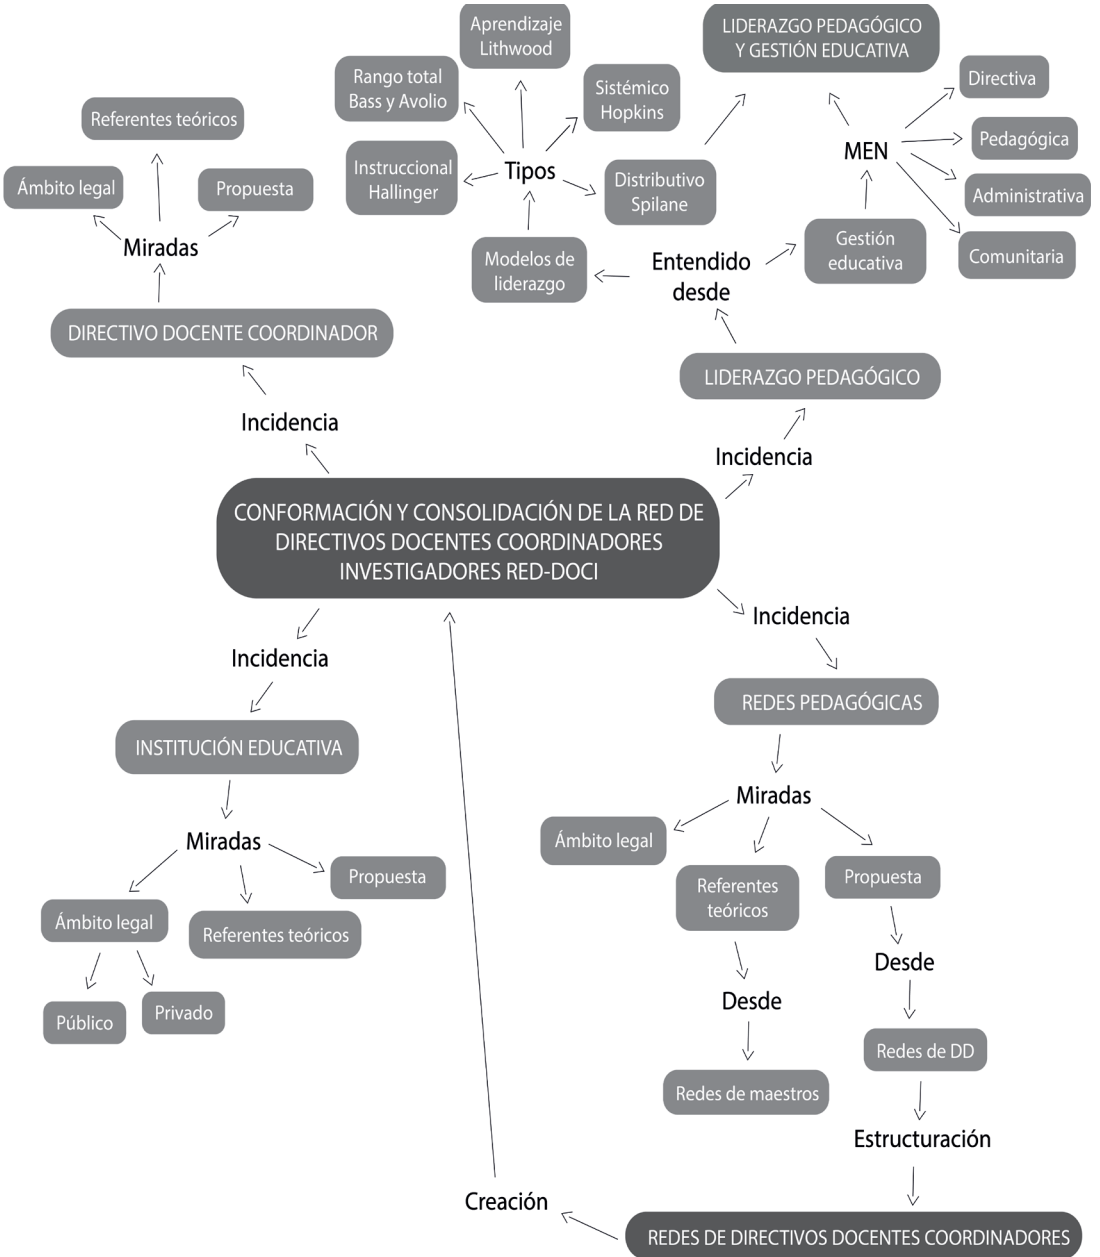 Aprendizaje
Lithwood
LIDERAZGO PEDAGÓGICO
Y GESTIÓN EDUCATIVA
Rango total
Bass y Avolio
Sistémico
Hopkins
Directiva
Referentes teóricos
Pedagógica
MEN
Instruccional
Hallinger
Tipos
Distributivo
Spilane
Ámbito legal
Propuesta
Administrativa
Miradas
Modelos de
liderazgo
Entendido
desde
Gestión
educativa
Comunitaria
DIRECTIVO DOCENTE COORDINADOR
LIDERAZGO PEDAGÓGICO
Incidencia
Incidencia
CONFORMACIÓN Y CONSOLIDACIÓN DE LA RED DE
DIRECTIVOS DOCENTES COORDINADORES
INVESTIGADORES RED-DOCI
Incidencia
Incidencia
REDES PEDAGÓGICAS
INSTITUCIÓN EDUCATIVA
Miradas
Miradas
Ámbito legal
Propuesta
Referentes
teóricos
Propuesta
Ámbito legal
Referentes teóricos
Desde
Desde
Público
Privado
Redes de DD
Redes de maestros
Estructuración
Creación
REDES DE DIRECTIVOS DOCENTES COORDINADORES